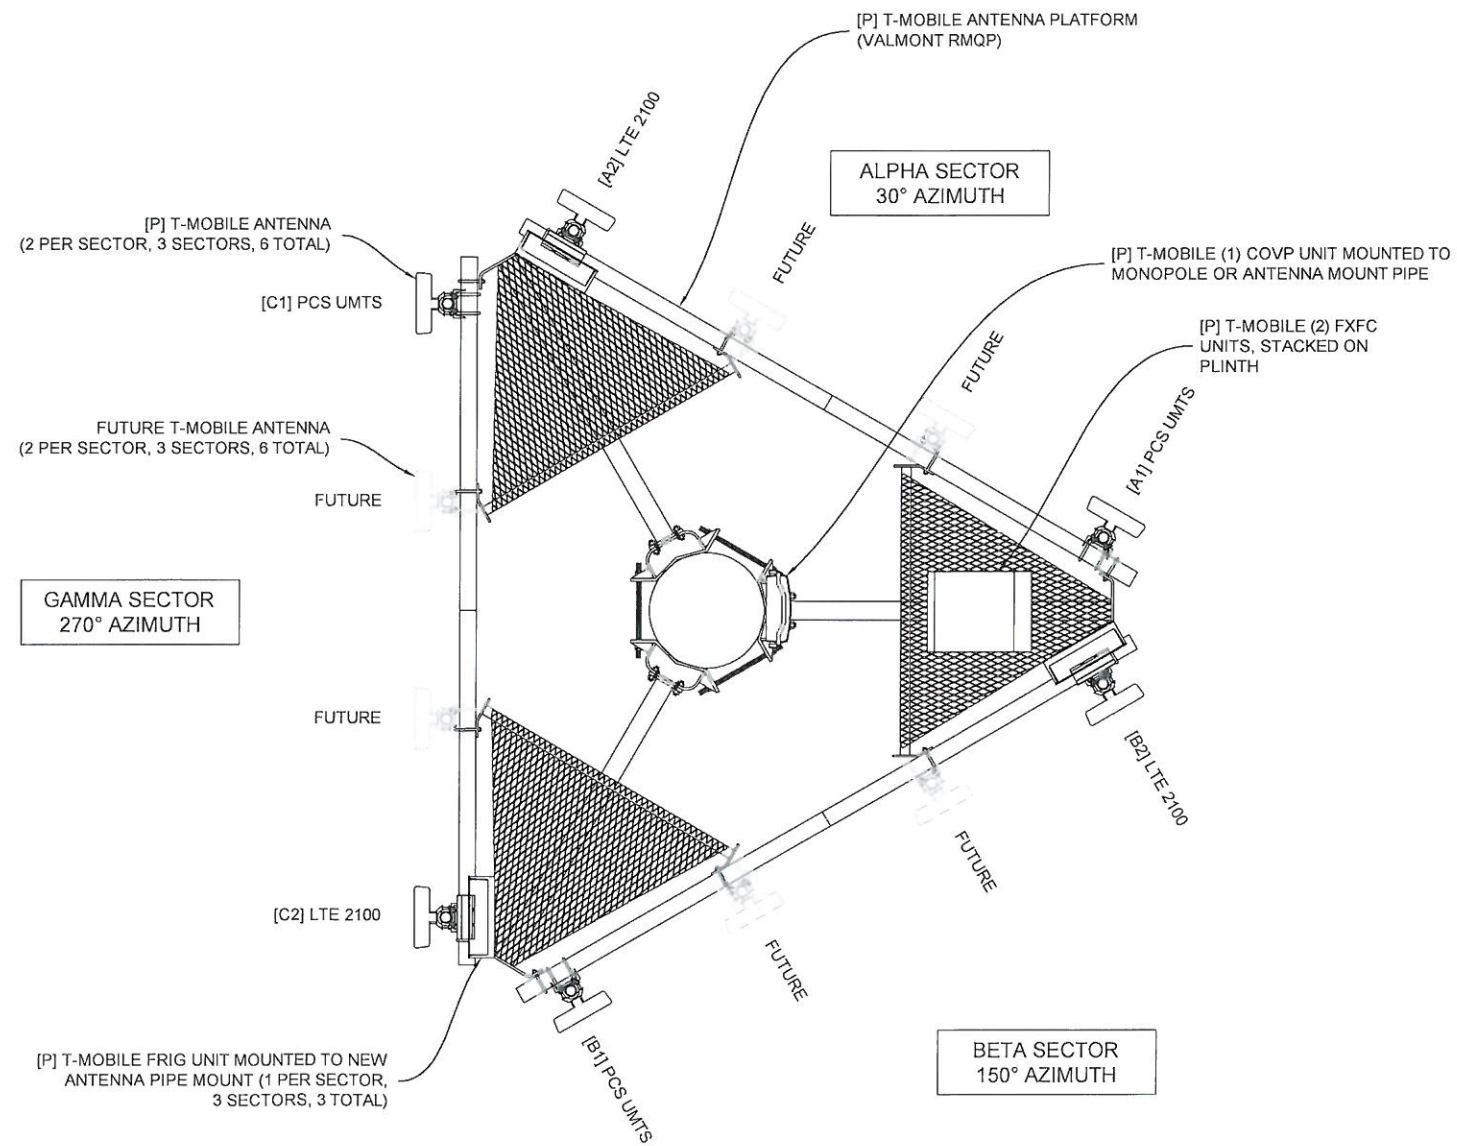 [P] T-MOBILE ANTENNA PLATFORM
(VALMONT RMQP)
[A2] LTE 2100
ALPHA SECTOR
30° AZIMUTH
[P] T-MOBILE ANTENNA
(2 PER SECTOR, 3 SECTORS, 6 TOTAL)
FUTURE
[P] T-MOBILE (1) COVP UNIT MOUNTED TO
MONOPOLE OR ANTENNA MOUNT PIPE
[C1] PCS UMTS
[P] T-MOBILE (2) FXFC
UNITS, STACKED ON
PLINTH
FUTURE
[A1] PCS UMTS
FUTURE T-MOBILE ANTENNA
(2 PER SECTOR, 3 SECTORS, 6 TOTAL)
FUTURE
GAMMA SECTOR
270° AZIMUTH
FUTURE
[B2] LTE 2100
FUTURE
[C2] LTE 2100
FUTURE
[P] T-MOBILE FRIG UNIT MOUNTED TO NEW
ANTENNA PIPE MOUNT (1 PER SECTOR,
3 SECTORS, 3 TOTAL)
[B1] PCS UMTS
BETA SECTOR
150° AZIMUTH